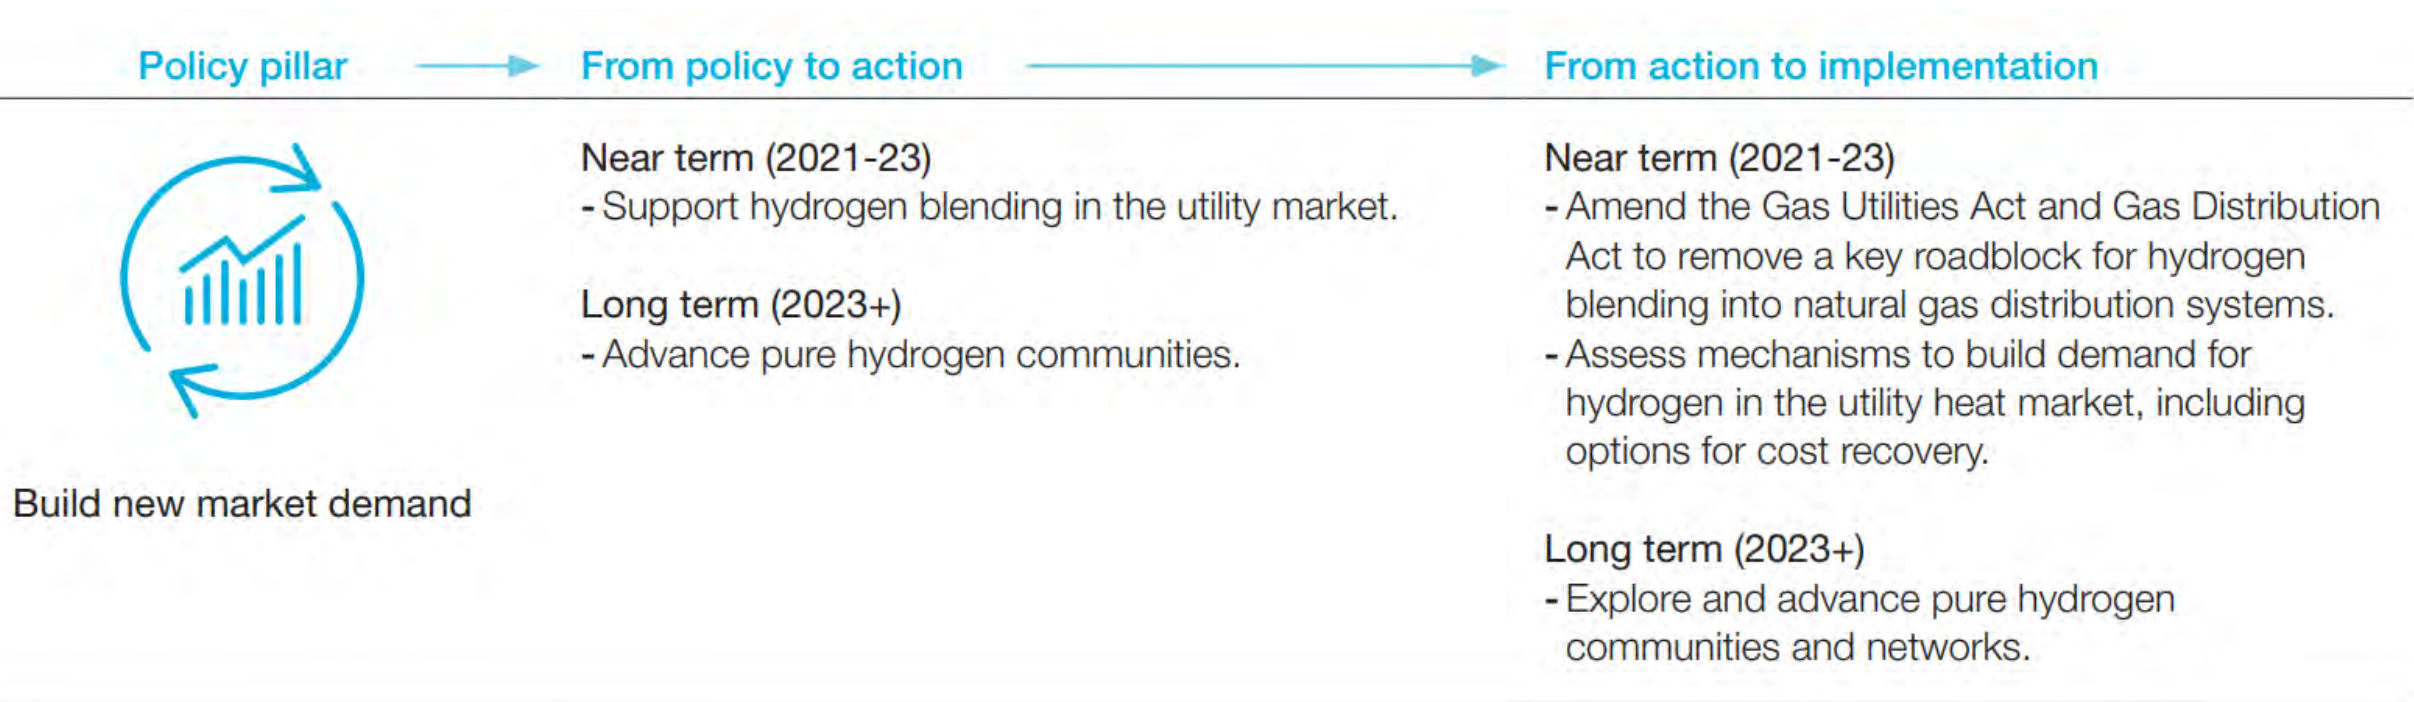 Policy pillar
From policy to action
From action to implementation
Build new market demand
Near term (2021-23)
- Support hydrogen blending in the utility market.
Long term (2023+)
- Advance pure hydrogen communities.
Near term (2021-23)
- Amend the Gas Utilities Act and Gas Distribution
Act to remove a key roadblock for hydrogen
blending into natural gas distribution systems.
- Assess mechanisms to build demand for
hydrogen in the utility heat market, including
options for cost recovery.
Long term (2023+)
- Explore and advance pure hydrogen
communities and networks.